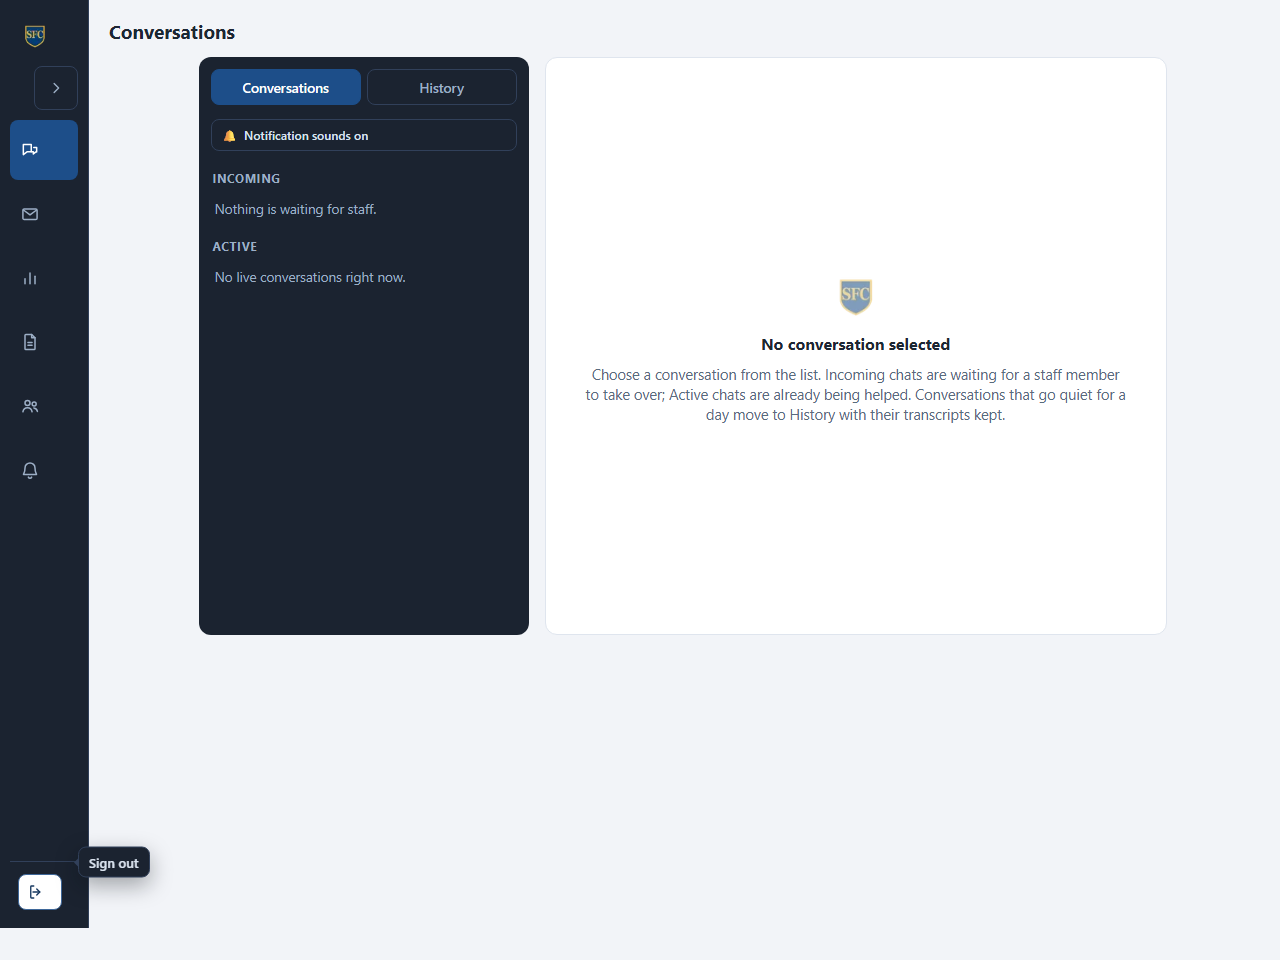 SFC
Conversations
Conversations
History
Notification sounds on
INCOMING
Nothing is waiting for staff.
ACTIVE
No live conversations right now.
SFC
No conversation selected
Choose a conversation from the list. Incoming chats are waiting for a staff member
to take over; Active chats are already being helped. Conversations that go quiet for a
day move to History with their transcripts kept.
Sign out